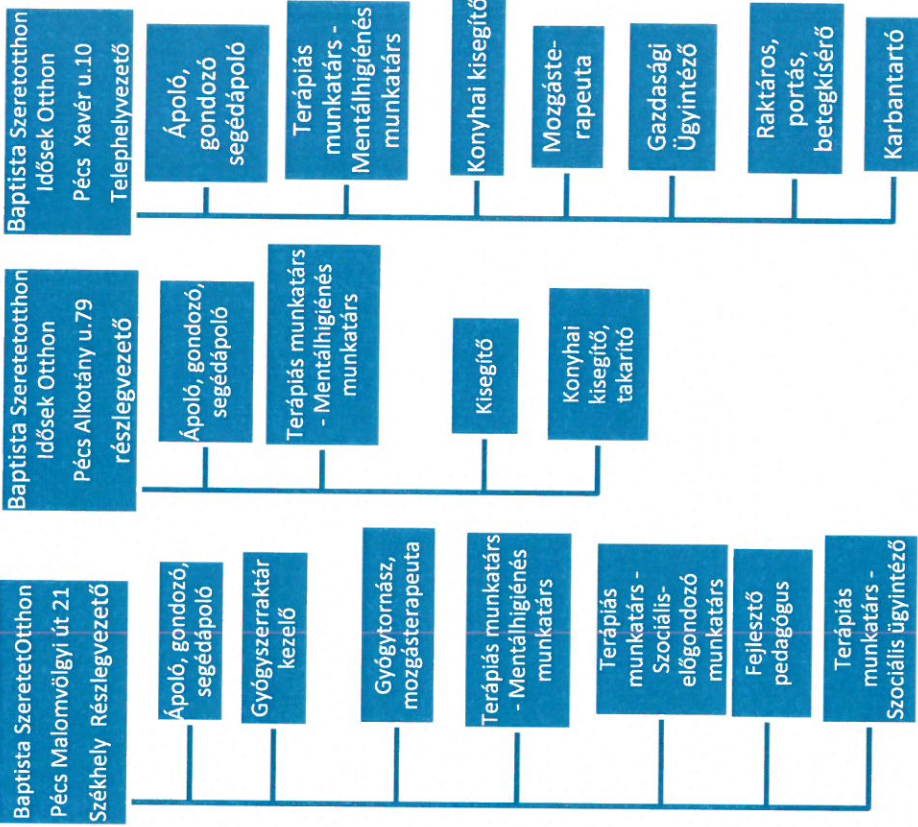 Baptista SzeretetOtthon
Pécs Malomvölgyi út 21
Székhely Részlegvezető
Ápoló, gondozó,
segédápoló
Gyógyszerraktár
kezelő
Gyógytornász,
mozgásterapeuta
Terápiás munkatárs
- Mentálhigiénés
munkatárs
Terápiás
munkatárs -
Szociális-
előgondozó
munkatárs
Fejlesztő
pedagógus
Terápiás
munkatárs -
Szociális ügyintéző
Baptista Szeretetotthon
Idősek Otthon
Pécs Alkotány u.79
részlegvezető
Ápoló, gondozó,
segédápoló
Terápiás munkatárs
- Mentálhigiénés
munkatárs
Kisegítő
Konyhai
kisegítő,
takarító
Baptista Szeretotthon
Idősek Otthon
Pécs Xavér u.10
Telephelyvezető
Ápoló,
gondozó
segédápoló
Terápiás
munkatárs -
Mentálhigiénés
munkatárs
Konyhai kisegítő
Mozgáste-
rapeuta
Gazdasági
Ügyintéző
Raktáros,
portás,
betegkísérő
Karbantartó